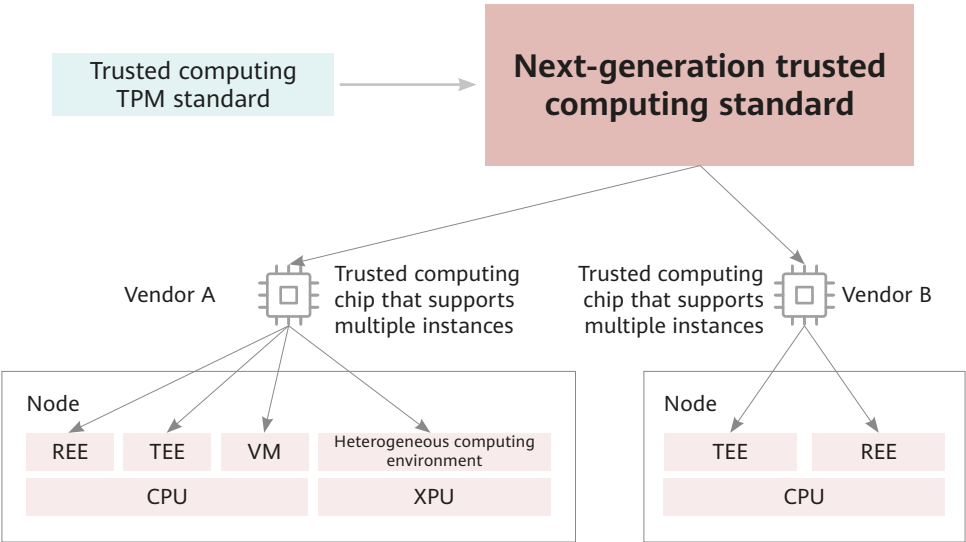 Trusted computing
TPM standard
Next-generation trusted
computing standard
Vendor A
Trusted computing
chip that supports
multiple instances
Trusted computing
chip that supports
multiple instances
Vendor B
Node
REE
TEE
VM
Heterogeneous computing
environment
CPU
XPU
Node
TEE
REE
CPU